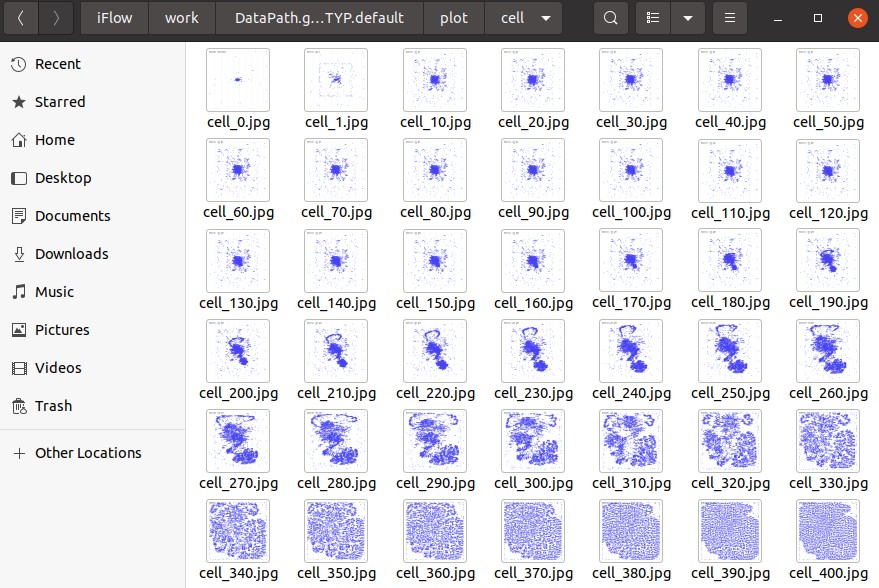 iFlow work DataPath.g…TYP.default plot cell
Recent
Starred
Home
Desktop
Documents
Downloads
Music
Pictures
Videos
Trash
Other Locations
cell_0.jpg cell_1.jpg cell_10.jpg cell_20.jpg cell_30.jpg cell_40.jpg cell_50.jpg
cell_60.jpg cell_70.jpg cell_80.jpg cell_90.jpg cell_100.jpg cell_110.jpg cell_120.jpg
cell_130.jpg cell_140.jpg cell_150.jpg cell_160.jpg cell_170.jpg cell_180.jpg cell_190.jpg
cell_200.jpg cell_210.jpg cell_220.jpg cell_230.jpg cell_240.jpg cell_250.jpg cell_260.jpg
cell_270.jpg cell_280.jpg cell_290.jpg cell_300.jpg cell_310.jpg cell_320.jpg cell_330.jpg
cell_340.jpg cell_350.jpg cell_360.jpg cell_370.jpg cell_380.jpg cell_390.jpg cell_400.jpg